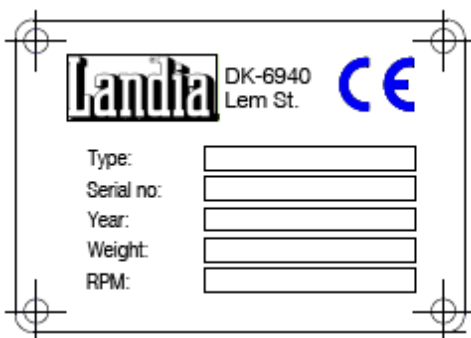 Landia
DK-6940
Lem St.
CE
Type:
Serial no:
Year:
Weight:
RPM: